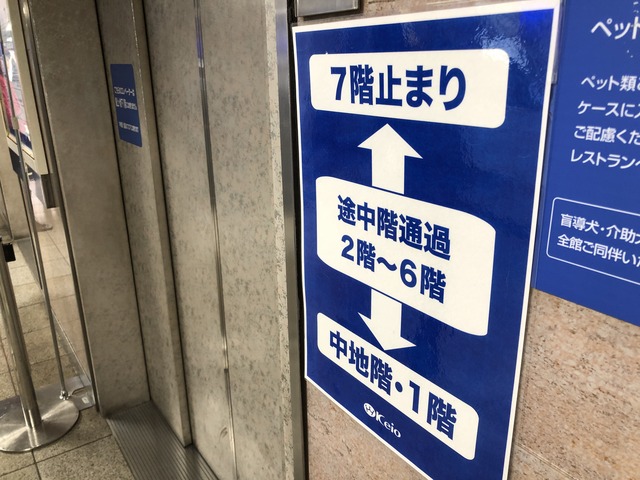 7階止まり
途中階通過
2階～6階
中地階・1階
Keio
ペット
ペット類
ケースに
ご配慮くだ
レストラン
盲導犬・介助
全館ご同伴い